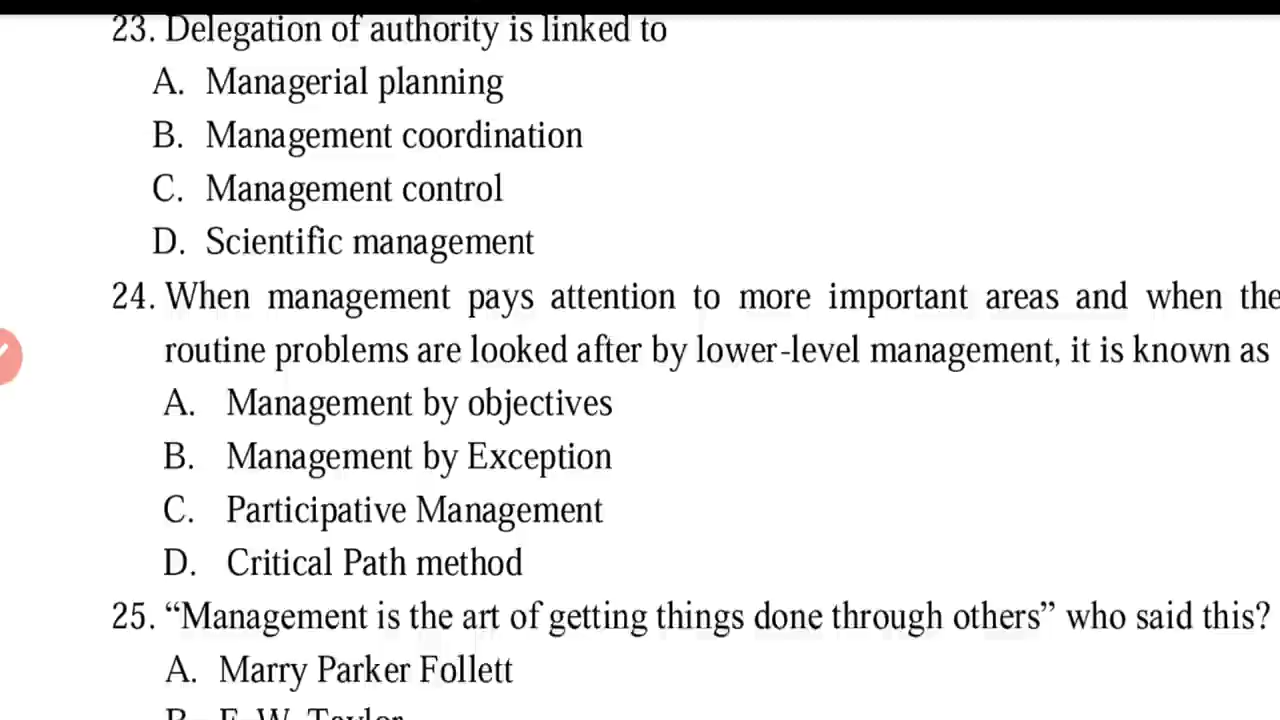 23. Delegation of authority is linked to
A. Managerial planning
B. Management coordination
C. Management control
D. Scientific management
24. When management pays attention to more important areas and when the
routine problems are looked after by lower-level management, it is known as
A. Management by objectives
B. Management by Exception
C. Participative Management
D. Critical Path method
25. “Management is the art of getting things done through others” who said this?
A. Marry Parker Follett
B. F. W. Taylor